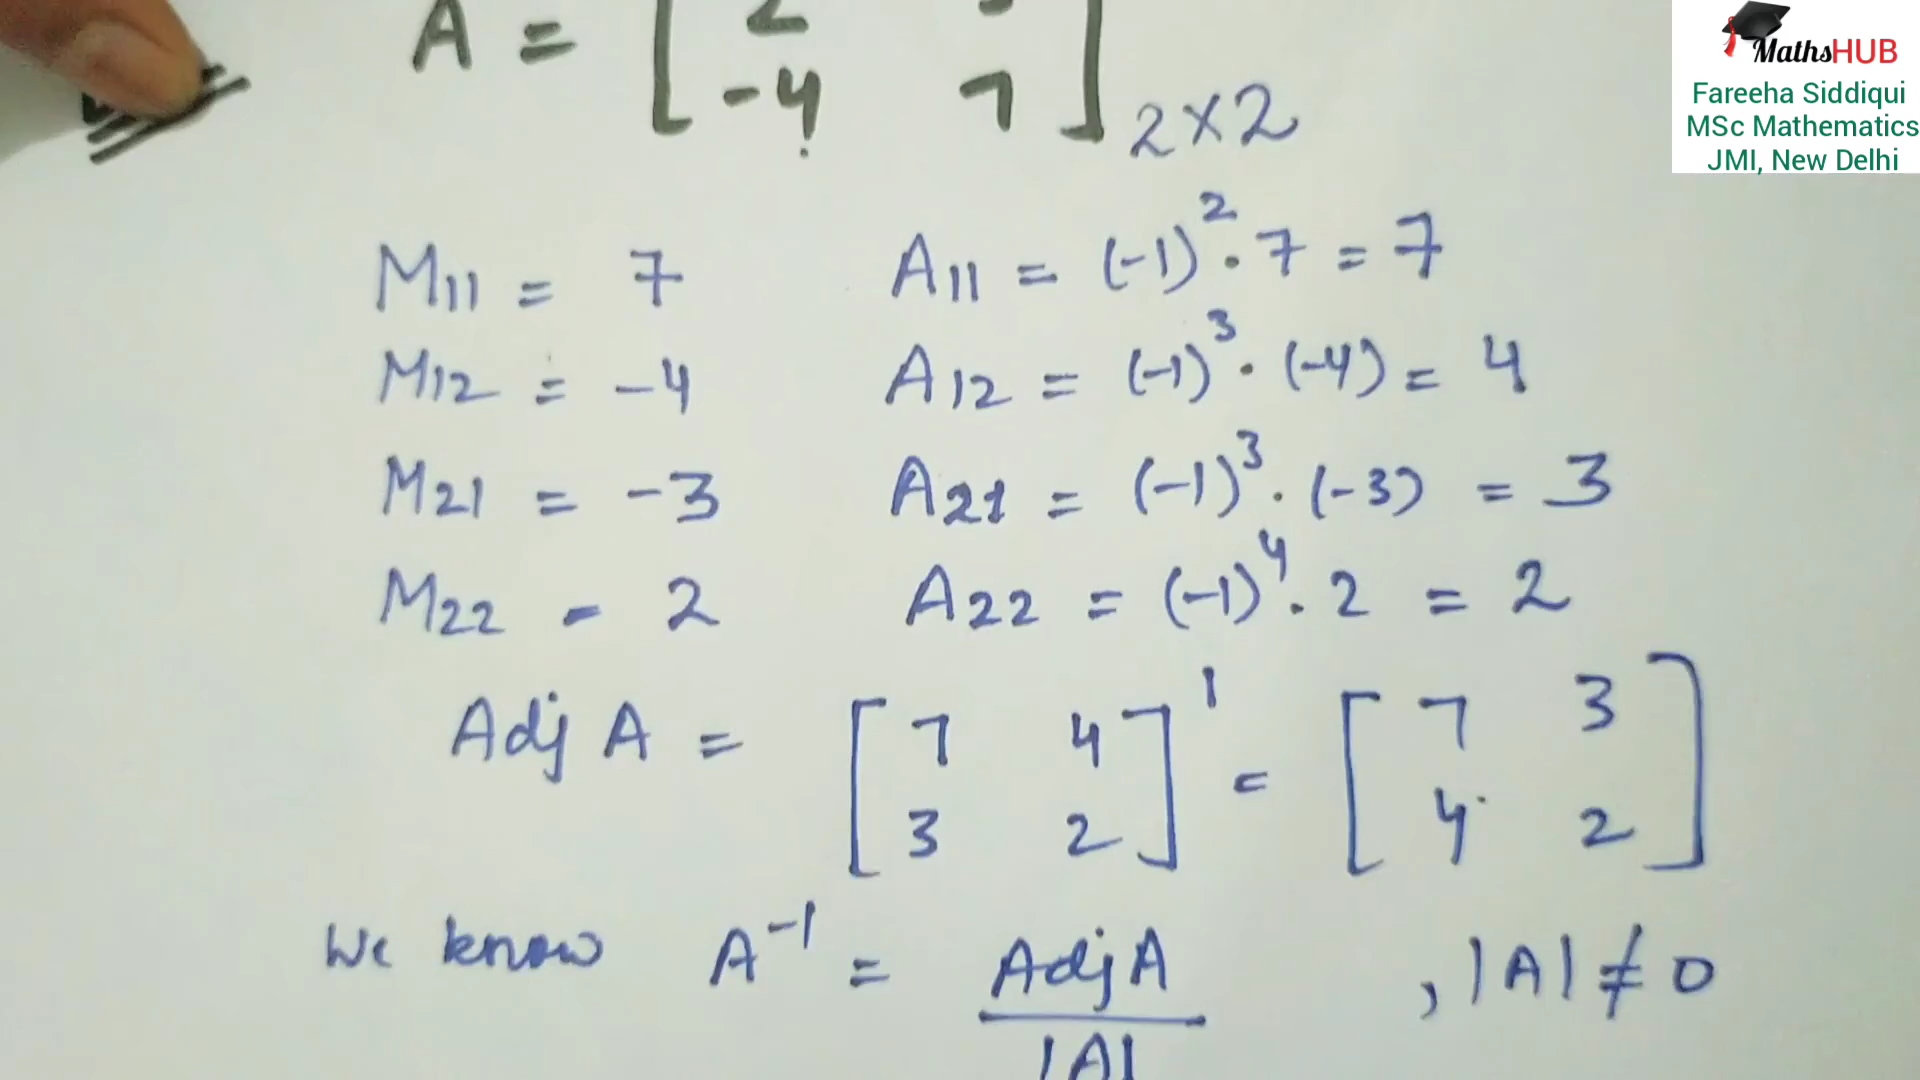 MathsHUB
Fareeha Siddiqui
MSc Mathematics
JMI, New Delhi
A = [
-4 7 ] 2×2
M11 = 7 A11 = (-1)² · 7 = 7
M12 = -4 A12 = (-1)³ · (-4) = 4
M21 = -3 A21 = (-1)³ · (-3) = 3
M22 - 2 A22 = (-1)⁴ · 2 = 2
Adj A = [ 7 4 ]' = [ 7 3 ]
[ 3 2 ] [ 4 2 ]
We know A⁻¹ = Adj A , |A| ≠ 0
|A|